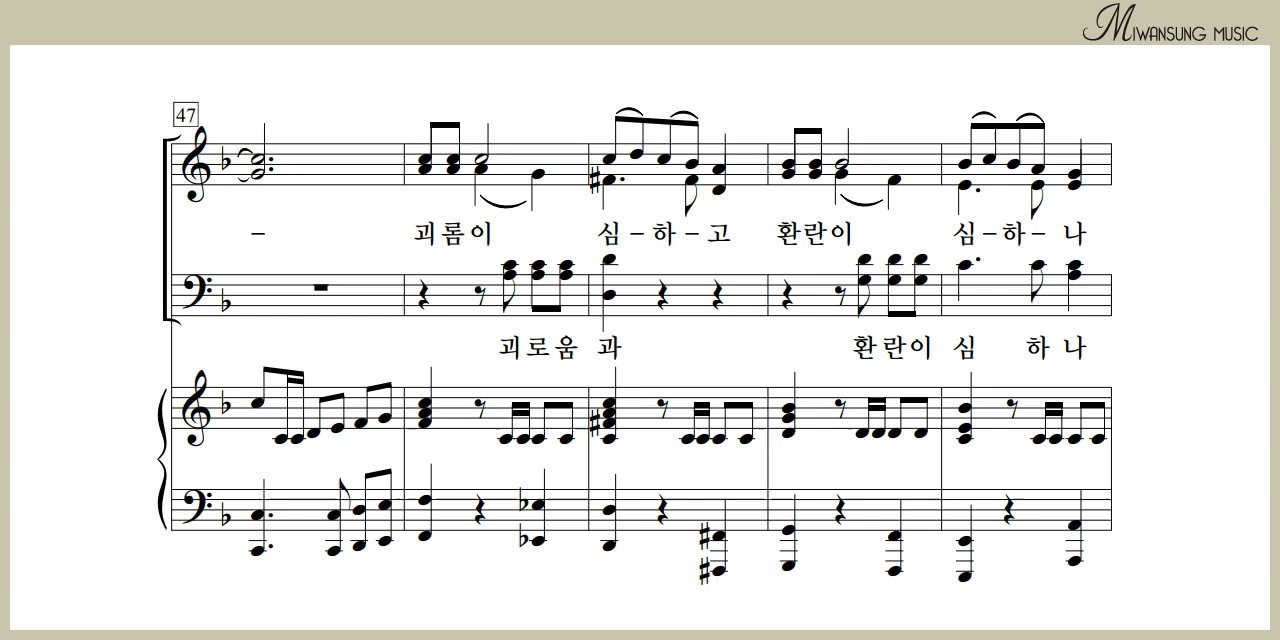 Miwansung Music
47
– 괴롬이 심–하–고 환란이 심–하– 나
괴로움 과 환란이 심 하 나